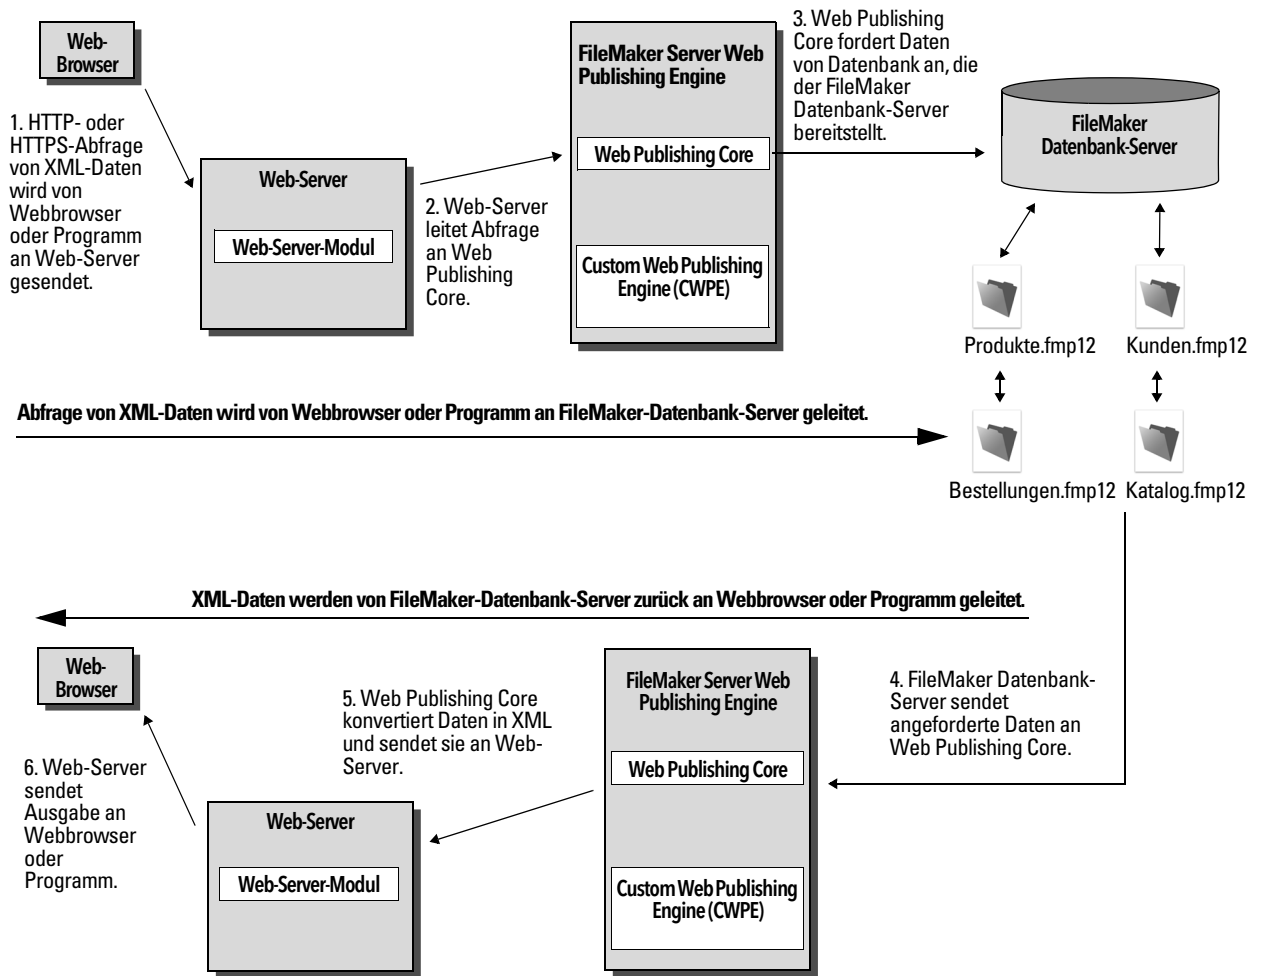 Web-
Browser
1. HTTP- oder
HTTPS-Abfrage
von XML-Daten
wird von
Webbrowser
oder Programm
an Web-Server
gesendet.
Web-Server
Web-Server-Modul
2. Web-Server
leitet Abfrage
an Web
Publishing
Core.
FileMaker Server Web
Publishing Engine
Web Publishing Core
Custom Web Publishing
Engine (CWPE)
3. Web Publishing
Core fordert Daten
von Datenbank an, die
der FileMaker
Datenbank-Server
bereitstellt.
FileMaker
Datenbank-Server
Produkte.fmp12
Kunden.fmp12
Bestellungen.fmp12
Katalog.fmp12
Abfrage von XML-Daten wird von Webbrowser oder Programm an FileMaker-Datenbank-Server geleitet.
XML-Daten werden von FileMaker-Datenbank-Server zurück an Webbrowser oder Programm geleitet.
4. FileMaker Datenbank-
Server sendet
angeforderte Daten an
Web Publishing Core.
FileMaker Server Web
Publishing Engine
Web Publishing Core
Custom Web Publishing
Engine (CWPE)
5. Web Publishing Core
konvertiert Daten in XML
und sendet sie an Web-
Server.
Web-Server
Web-Server-Modul
6. Web-Server
sendet
Ausgabe an
Webbrowser
oder
Programm.
Web-
Browser